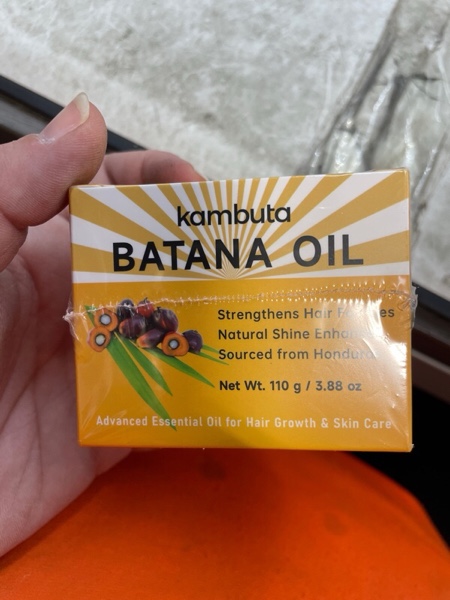 kambuta
BATANA OIL
Strengthens Hair
Natural Shine
Sourced from
Net Wt. 110 g / 3.88 oz
Advanced Essential Oil for Hair Growth & Skin Care